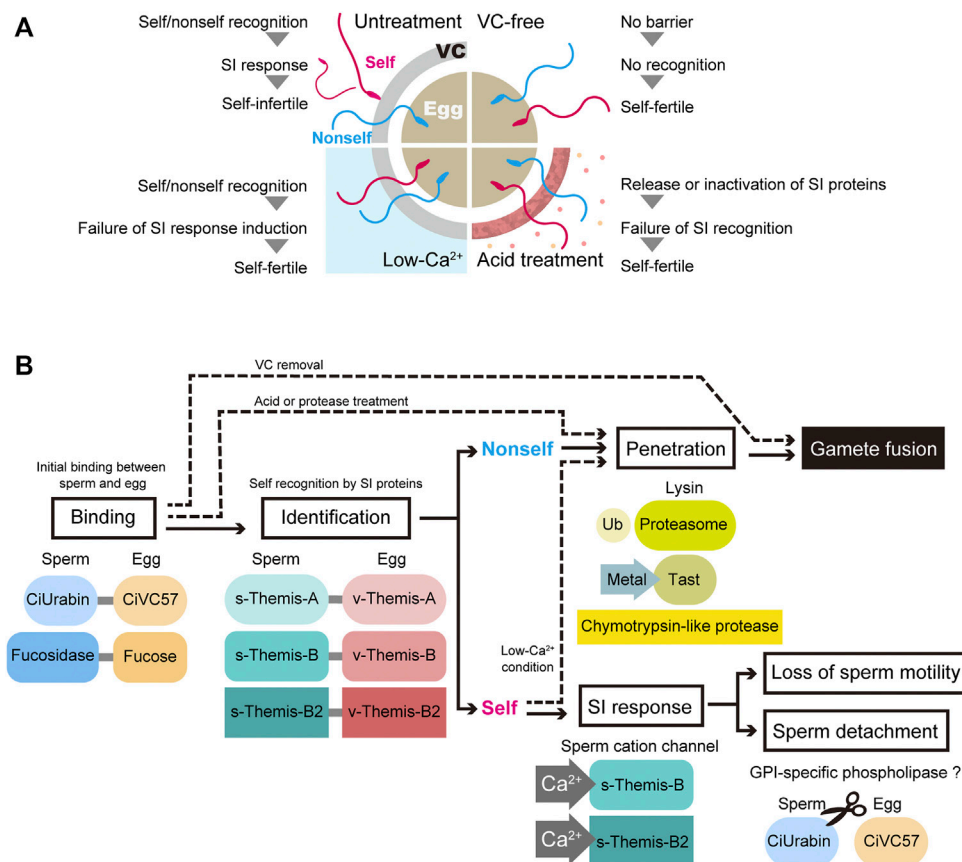 A
Self/nonself recognition
SI response
Self-infertile
Untreatment
VC-free
VC
Self
Egg
Nonself
No barrier
No recognition
Self-fertile
Self/nonself recognition
Failure of SI response induction
Self-fertile
Low-Ca²⁺
Acid treatment
Release or inactivation of SI proteins
Failure of SI recognition
Self-fertile
B
VC removal
Acid or protease treatment
Initial binding between
sperm and egg
Binding
Sperm
Egg
CiUrabin
CiVC57
Fucosidase
Fucose
Self recognition by SI proteins
Identification
Sperm
Egg
s-Themis-A
v-Themis-A
s-Themis-B
v-Themis-B
s-Themis-B2
v-Themis-B2
Nonself
Penetration
Gamete fusion
Lysin
Ub
Proteasome
Metal
Tast
Chymotrypsin-like protease
Low-Ca²⁺
condition
Self
SI response
Loss of sperm motility
Sperm detachment
Sperm cation channel
Ca²⁺
s-Themis-B
Ca²⁺
s-Themis-B2
GPI-specific phospholipase ?
Sperm
Egg
CiUrabin
CiVC57